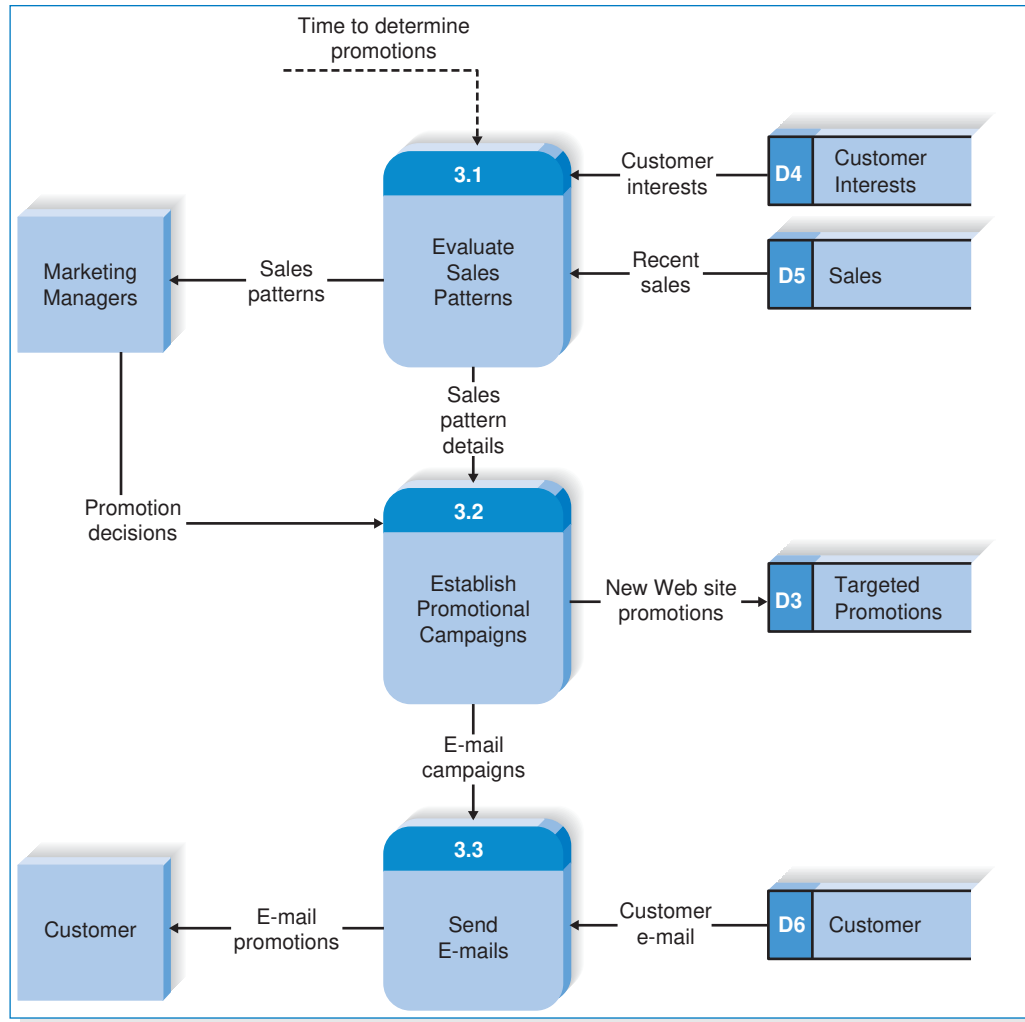 Time to determine
promotions
3.1
Evaluate
Sales
Patterns
Customer
interests
D4
Customer
Interests
Recent
sales
D5
Sales
Sales
patterns
Marketing
Managers
Sales
pattern
details
Promotion
decisions
3.2
Establish
Promotional
Campaigns
New Web site
promotions
D3
Targeted
Promotions
E-mail
campaigns
3.3
Send
E-mails
E-mail
promotions
Customer
Customer
e-mail
D6
Customer